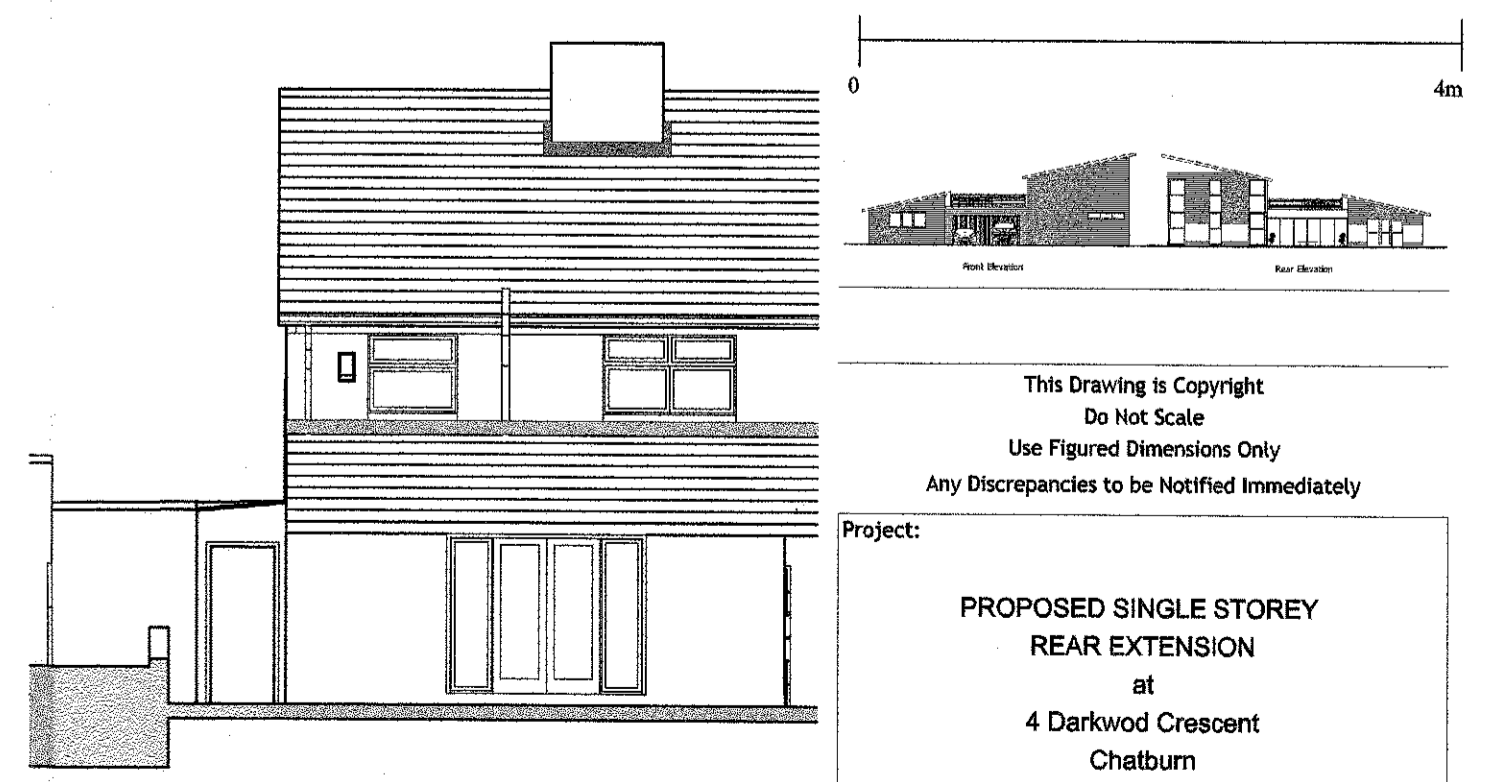 0 4m
Front Elevation Rear Elevation
This Drawing is Copyright
Do Not Scale
Use Figured Dimensions Only
Any Discrepancies to be Notified Immediately
Project:
PROPOSED SINGLE STOREY
REAR EXTENSION
at
4 Darkwod Crescent
Chatburn